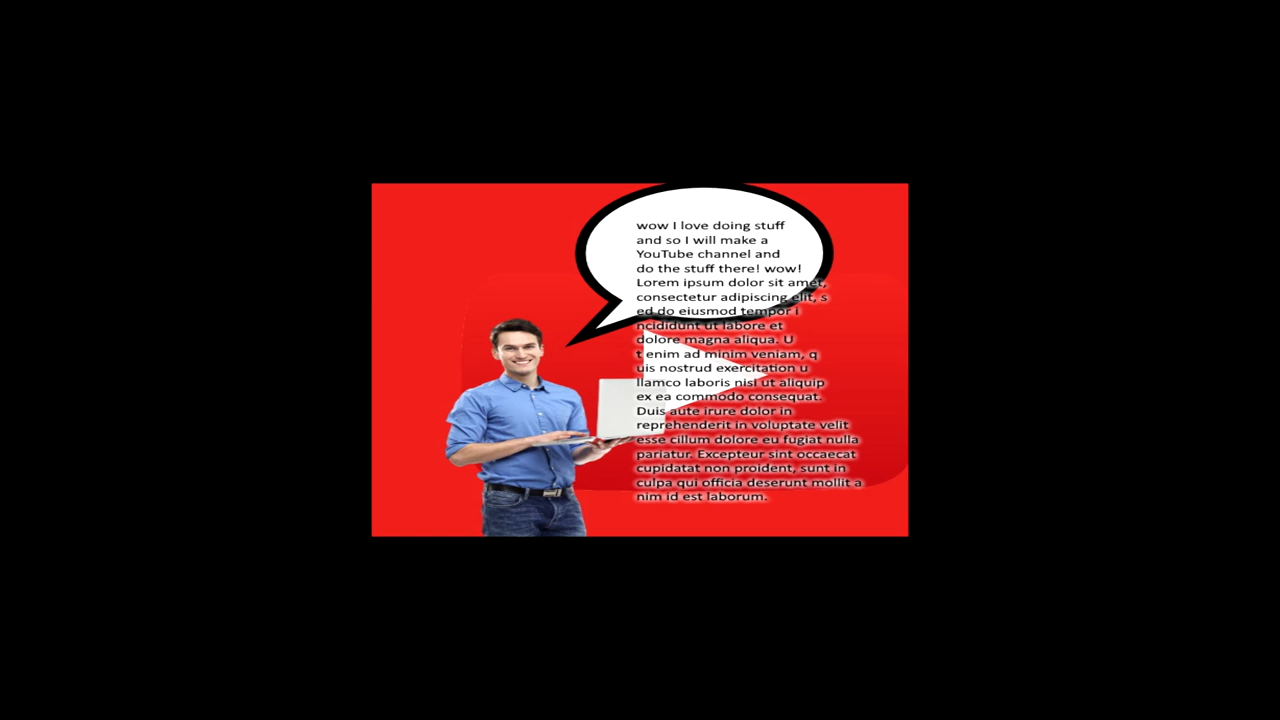 wow I love doing stuff
and so I will make a
YouTube channel and
do the stuff there! wow!
Lorem ipsum dolor sit amet,
consectetur adipiscing elit, s
ed do eiusmod tempor i
ncididunt ut labore et
dolore magna aliqua. U
t enim ad minim veniam, q
uis nostrud exercitation u
llamco laboris nisi ut aliquip
ex ea commodo consequat.
Duis aute irure dolor in
reprehenderit in voluptate velit
esse cillum dolore eu fugiat nulla
pariatur. Excepteur sint occaecat
cupidatat non proident, sunt in
culpa qui officia deserunt mollit a
nim id est laborum.